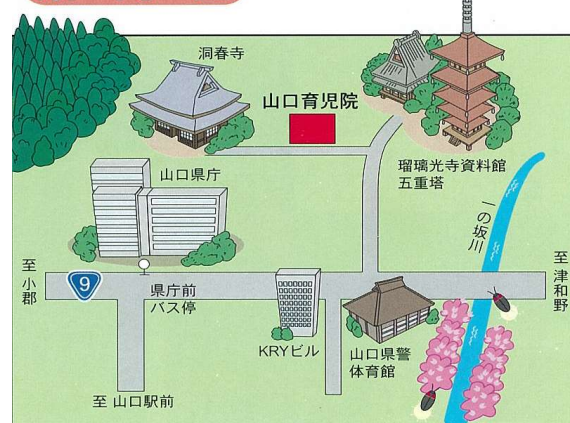 洞春寺
山口育児院
瑠璃光寺資料館
五重塔
山口県庁
一の坂川
至小郡
9
県庁前
バス停
至津和野
KRYビル
山口県警
体育館
至 山口駅前